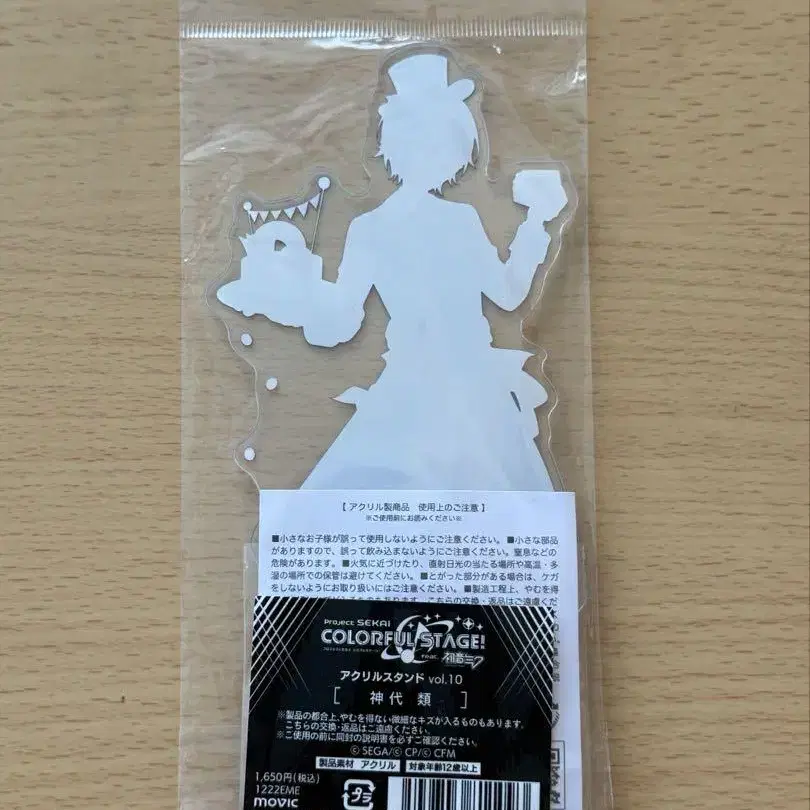 【 アクリル製商品 使用上のご注意 】
※ご使用前にお読みください※
■小さなお子様が誤って使用しないようにご注意ください。■小さな部品
がありますので、誤って飲み込まないようにご注意ください。窒息などの
危険があります。■火気に近づけたり、直射日光の当たる場所や高温・多
湿の場所での保管は避けてください。■とがった部分がある場合は、ケガ
をしないようにお取り扱いにはご注意ください。■製造工程上、やむを得
Project SEKAI
COLORFUL STAGE!
feat. 初音ミク
アクリルスタンド vol.10
[ 神代 類 ]
※製品の都合上、やむを得ない微細なキズが入るものもあります。
こちらの交換・返品はご遠慮ください。
※ご使用の前に同封の説明書を必ずご確認ください。
© SEGA/© CP/© CFM
製品素材 アクリル 対象年齢12歳以上
1,650円(税込)
1222EME
movic
プラ